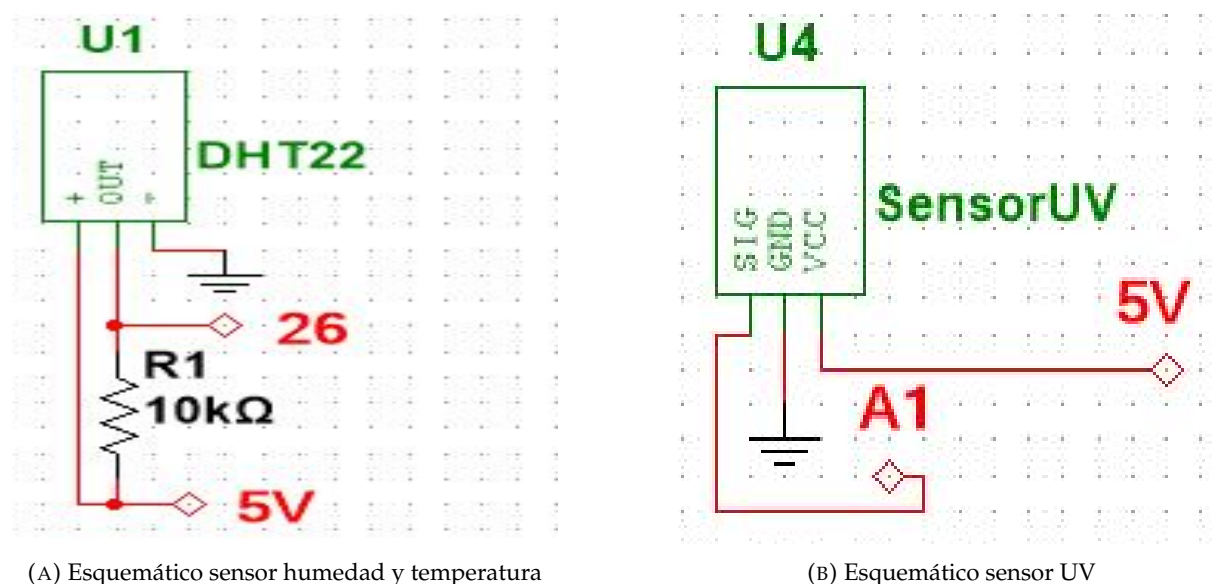 U1
DHT22
+ OUT -
26
R1
10kΩ
5V
(A) Esquemático sensor humedad y temperatura
U4
SensorUV
SIG GND VCC
5V
A1
(B) Esquemático sensor UV